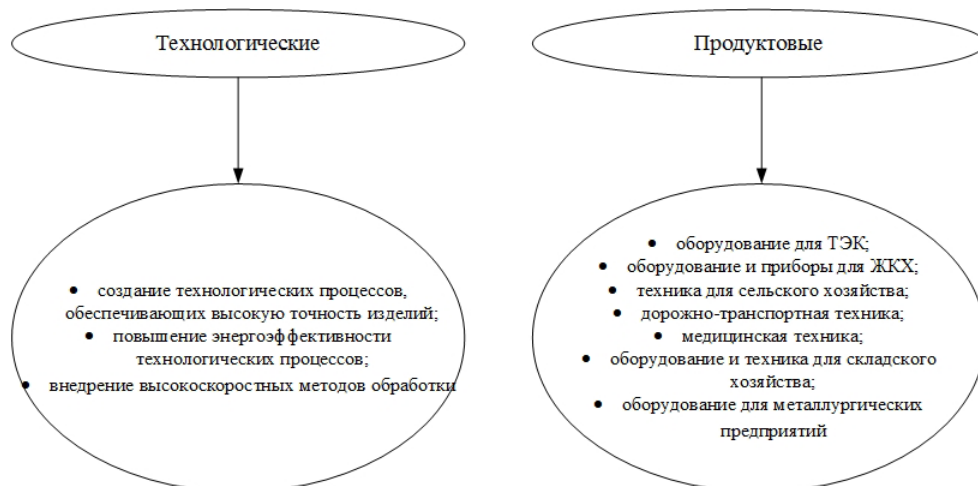 Технологические
• создание технологических процессов,
обеспечивающих высокую точность изделий;
• повышение энергоэффективности
технологических процессов;
• внедрение высокоскоростных методов обработки
Продуктовые
• оборудование для ТЭК;
• оборудование и приборы для ЖКХ;
• техника для сельского хозяйства;
• дорожно-транспортная техника;
• медицинская техника;
• оборудование и техника для складского
хозяйства;
• оборудование для металлургических
предприятий